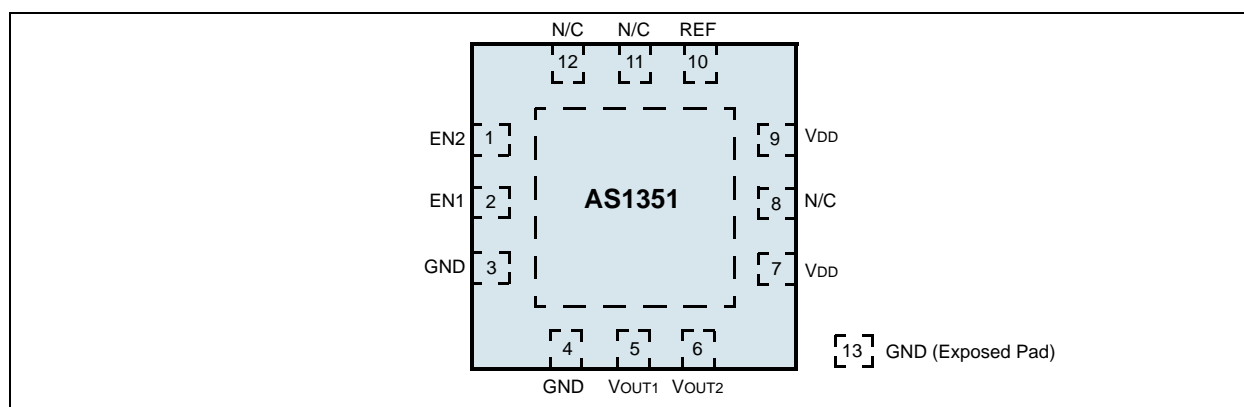 N/C N/C REF
12 11 10
EN2 1 9 VDD
EN1 2 AS1351 8 N/C
GND 3 7 VDD
4 5 6 13 GND (Exposed Pad)
GND VOUT1 VOUT2